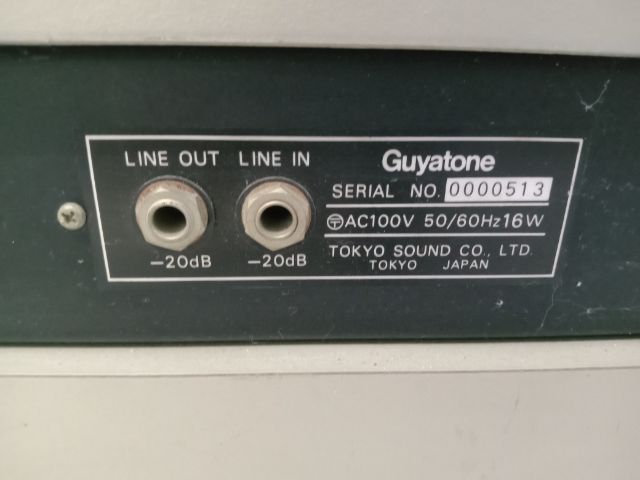 LINE OUT LINE IN
-20dB -20dB
Guyatone
SERIAL NO. 0000513
AC100V 50/60Hz 16W
TOKYO SOUND CO., LTD.
TOKYO JAPAN